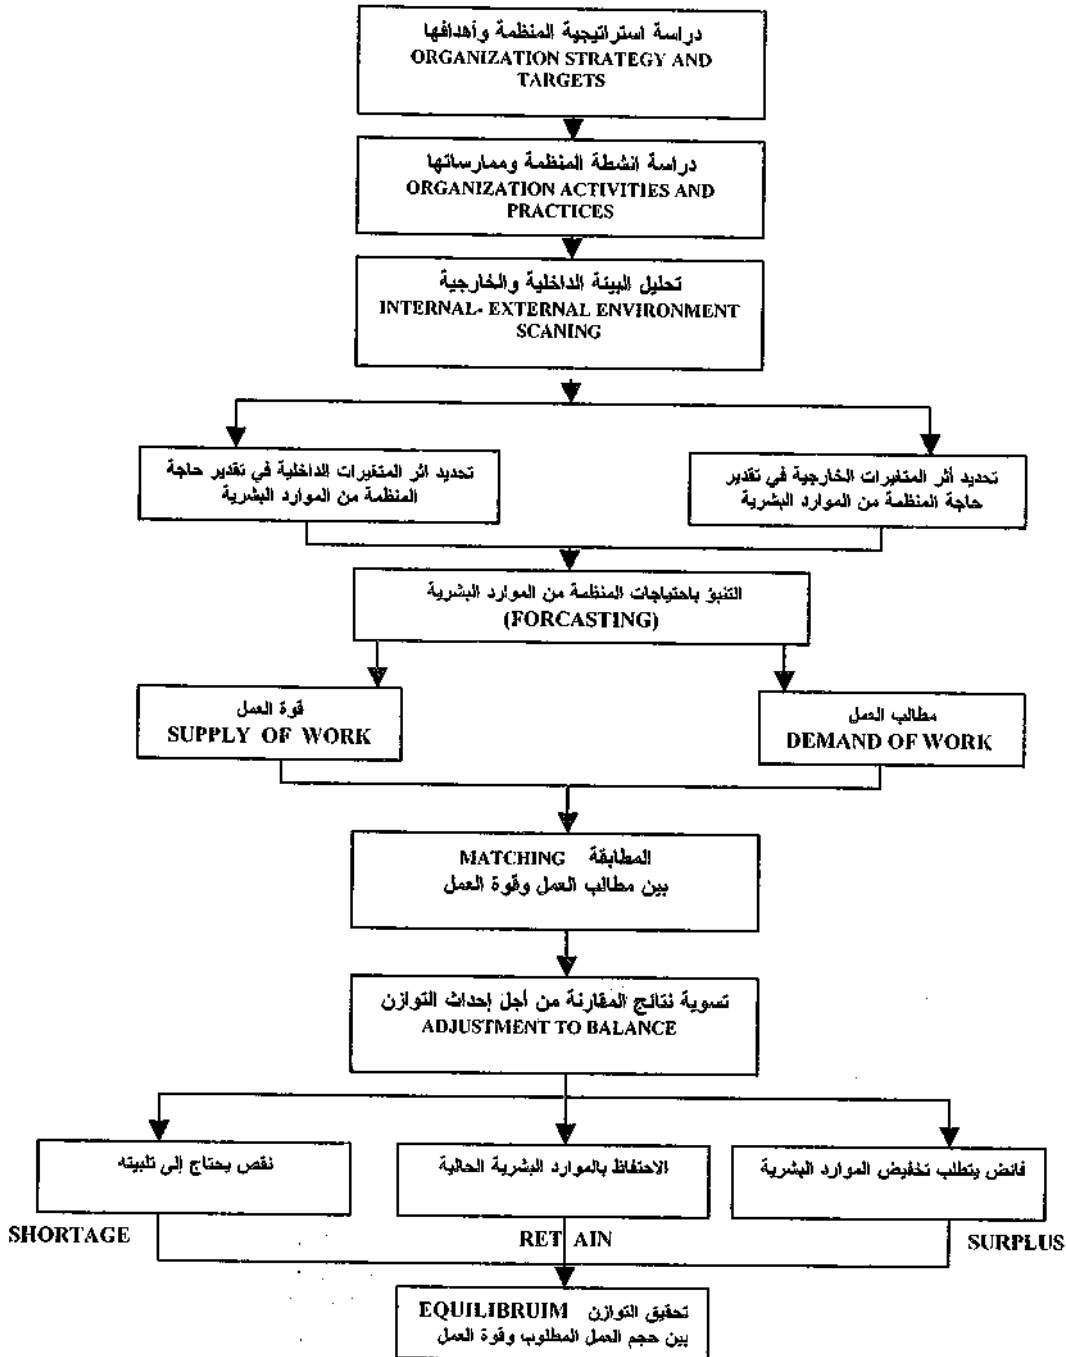 دراسة استراتيجية المنظمة وأهدافها
ORGANIZATION STRATEGY AND
TARGETS
دراسة انشطة المنظمة وممارساتها
ORGANIZATION ACTIVITIES AND
PRACTICES
تحليل البيئة الداخلية والخارجية
INTERNAL- EXTERNAL ENVIRONMENT
SCANING
تحديد أثر المتغيرات الخارجية في تقدير
حاجة المنظمة من الموارد البشرية
تحديد اثر المتغيرات الداخلية في تقدير حاجة
المنظمة من الموارد البشرية
التنبؤ باحتياجات المنظمة من الموارد البشرية
(FORCASTING)
مطالب العمل
DEMAND OF WORK
قوة العمل
SUPPLY OF WORK
المطابقة MATCHING
بين مطالب العمل وقوة العمل
تسوية نتائج المقارنة من أجل إحداث التوازن
ADJUSTMENT TO BALANCE
فائض يتطلب تخفيض الموارد البشرية
SURPLUS
الاحتفاظ بالموارد البشرية الحالية
RET AIN
نقص يحتاج إلى تلبيته
SHORTAGE
تحقيق التوازن EQUILIBRUIM
بين حجم العمل المطلوب وقوة العمل